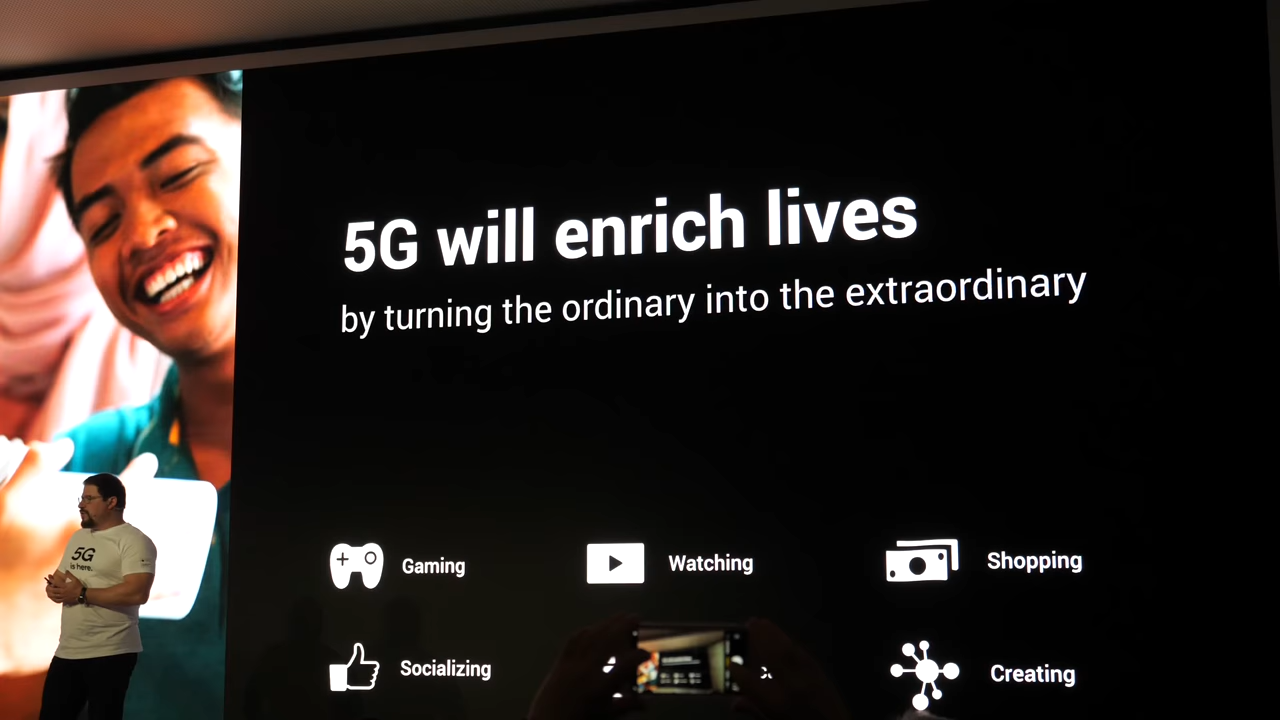 5G will enrich lives
by turning the ordinary into the extraordinary
Gaming
Watching
Shopping
Socializing
Creating
5G
is here.